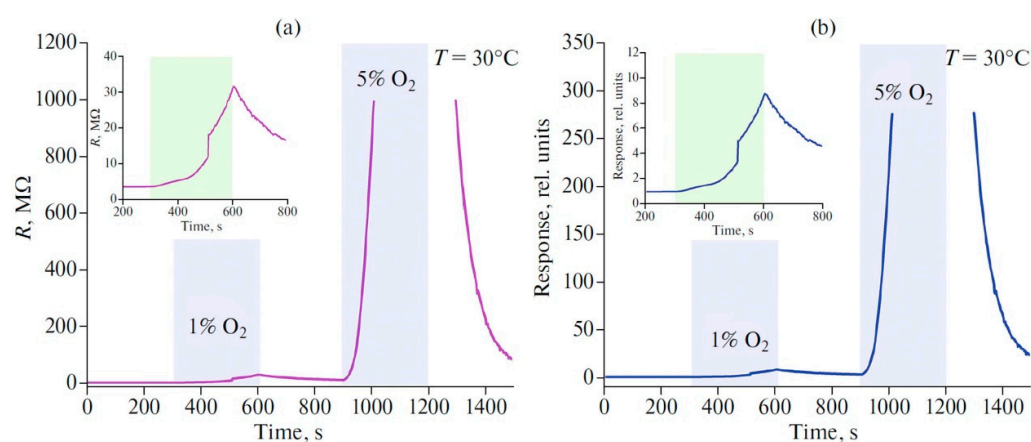 (a)
1200
1000
800
600
400
200
0
R, MΩ
0 200 400 600 800 1000 1200 1400
Time, s
T = 30°C
1% O2
5% O2
40
30
20
10
0
R, MΩ
200 400 600 800
Time, s
(b)
350
300
250
200
150
100
50
0
Response, rel. units
0 200 400 600 800 1000 1200 1400
Time, s
T = 30°C
1% O2
5% O2
12
10
8
6
4
2
0
Response, rel. units
200 400 600 800
Time, s